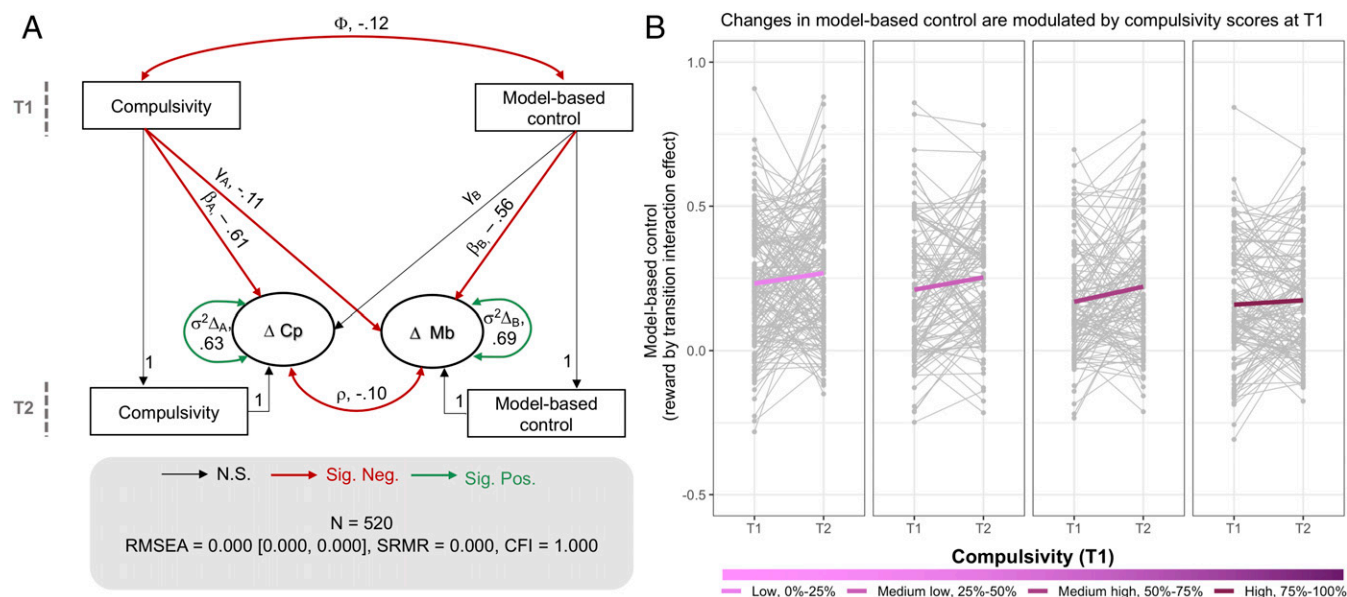 A
Φ, -.12
T1
Compulsivity
Model-based
control
γA, -.11
βA, – .61
γB
βB, – .56
σ²ΔA,
.63
Δ Cp
Δ Mb
σ²ΔB,
.69
1
1
ρ, -.10
1
1
T2
Compulsivity
Model-based
control
N.S.
Sig. Neg.
Sig. Pos.
N = 520
RMSEA = 0.000 [0.000, 0.000], SRMR = 0.000, CFI = 1.000
B
Changes in model-based control are modulated by compulsivity scores at T1
Model-based control
(reward by transition interaction effect)
1.0
0.5
0.0
-0.5
T1 T2 T1 T2 T1 T2 T1 T2
Compulsivity (T1)
Low, 0%-25% Medium low, 25%-50% Medium high, 50%-75% High, 75%-100%